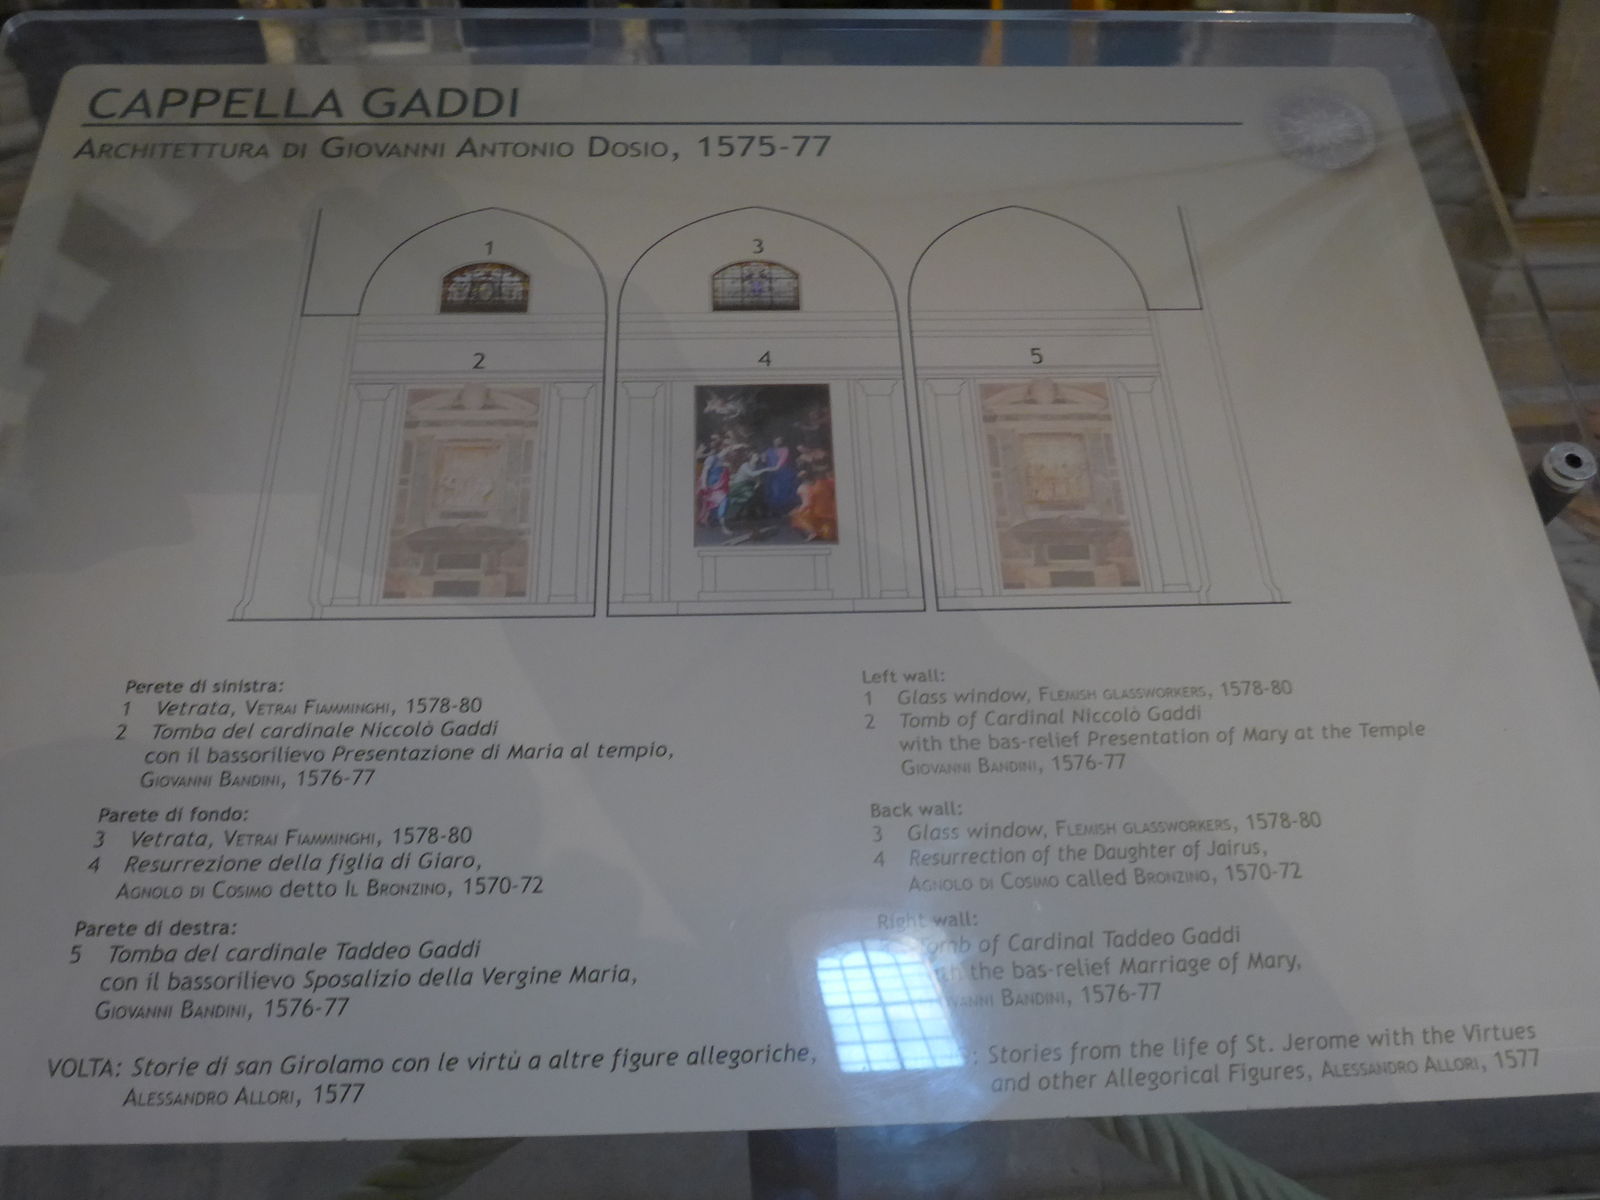 CAPPELLA GADDI
ARCHITETTURA DI GIOVANNI ANTONIO DOSIO, 1575-77
1
3
2
4
5
Perete di sinistra:
1 Vetrata, VETRAI FIAMMINGHI, 1578-80
2 Tomba del cardinale Niccolò Gaddi
con il bassorilievo Presentazione di Maria al tempio,
GIOVANNI BANDINI, 1576-77
Parete di fondo:
3 Vetrata, VETRAI FIAMMINGHI, 1578-80
4 Resurrezione della figlia di Giaro,
AGNOLO DI COSIMO detto IL BRONZINO, 1570-72
Parete di destra:
5 Tomba del cardinale Taddeo Gaddi
con il bassorilievo Sposalizio della Vergine Maria,
GIOVANNI BANDINI, 1576-77
VOLTA: Storie di san Girolamo con le virtù a altre figure allegoriche,
ALESSANDRO ALLORI, 1577
Left wall:
1 Glass window, FLEMISH GLASSWORKERS, 1578-80
2 Tomb of Cardinal Niccolò Gaddi
with the bas-relief Presentation of Mary at the Temple
GIOVANNI BANDINI, 1576-77
Back wall:
3 Glass window, FLEMISH GLASSWORKERS, 1578-80
4 Resurrection of the Daughter of Jairus,
AGNOLO DI COSIMO called BRONZINO, 1570-72
Right wall:
Tomb of Cardinal Taddeo Gaddi
the bas-relief Marriage of Mary,
BANDINI, 1576-77
: Stories from the life of St. Jerome with the Virtues
and other Allegorical Figures, ALESSANDRO ALLORI, 1577